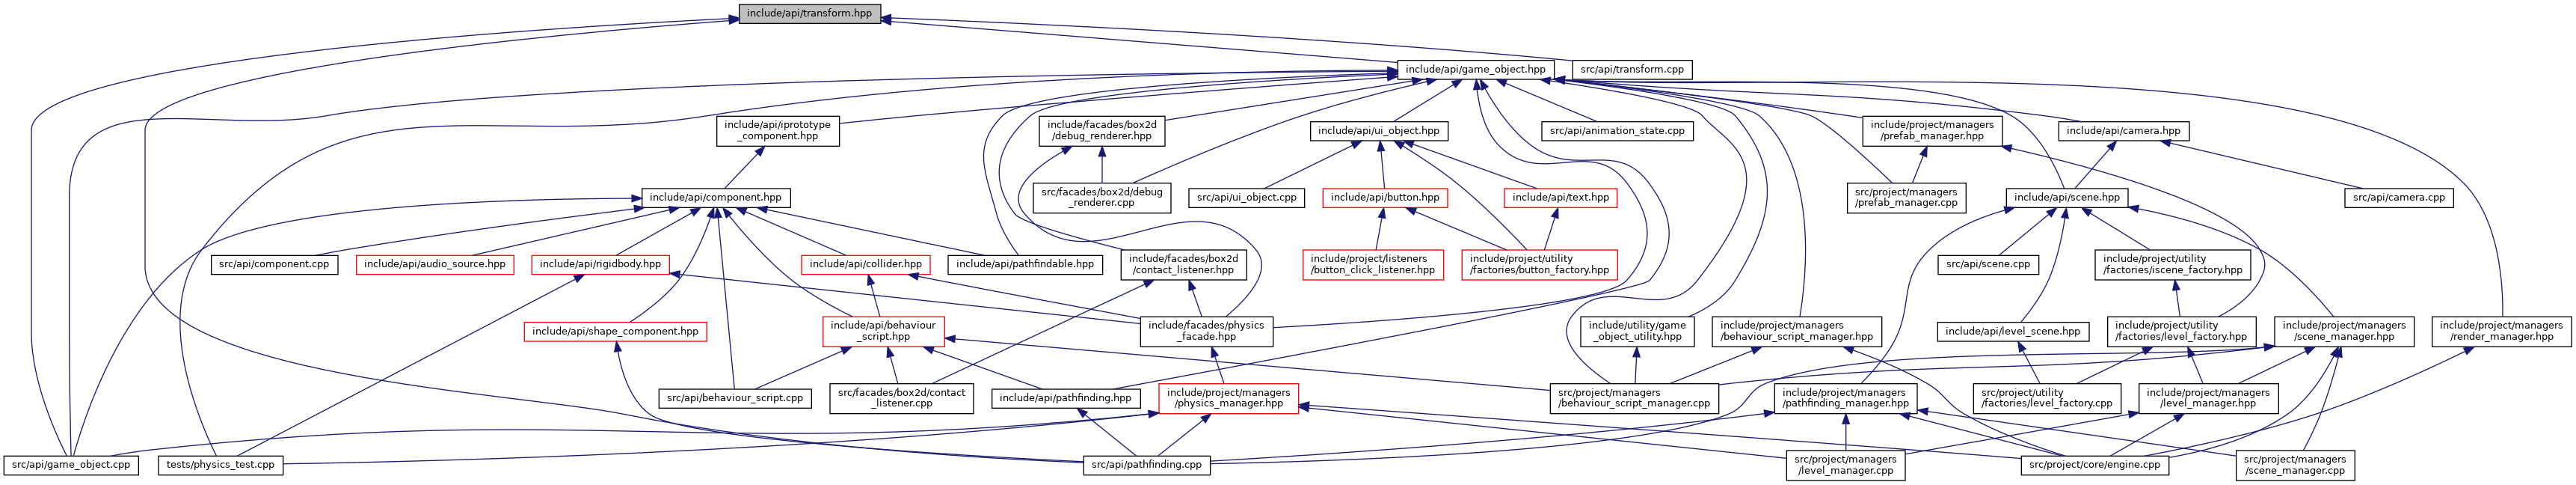 include/api/transform.hpp
include/api/game_object.hpp
src/api/transform.cpp
include/api/iprototype
_component.hpp
include/facades/box2d
/debug_renderer.hpp
include/api/ui_object.hpp
src/api/animation_state.cpp
include/project/managers
/prefab_manager.hpp
include/api/camera.hpp
include/api/component.hpp
src/facades/box2d/debug
_renderer.cpp
src/api/ui_object.cpp
include/api/button.hpp
include/api/text.hpp
src/project/managers
/prefab_manager.cpp
include/api/scene.hpp
src/api/camera.cpp
src/api/component.cpp
include/api/audio_source.hpp
include/api/rigidbody.hpp
include/api/collider.hpp
include/api/pathfindable.hpp
include/facades/box2d
/contact_listener.hpp
include/project/listeners
/button_click_listener.hpp
include/project/utility
/factories/button_factory.hpp
src/api/scene.cpp
include/project/utility
/factories/iscene_factory.hpp
include/api/shape_component.hpp
include/api/behaviour
_script.hpp
include/facades/physics
_facade.hpp
include/utility/game
_object_utility.hpp
include/project/managers
/behaviour_script_manager.hpp
include/api/level_scene.hpp
include/project/utility
/factories/level_factory.hpp
include/project/managers
/scene_manager.hpp
include/project/managers
/render_manager.hpp
src/api/behaviour_script.cpp
src/facades/box2d/contact
_listener.cpp
include/api/pathfinding.hpp
include/project/managers
/physics_manager.hpp
src/project/managers
/behaviour_script_manager.cpp
include/project/managers
/pathfinding_manager.hpp
src/project/utility
/factories/level_factory.cpp
include/project/managers
/level_manager.hpp
src/api/game_object.cpp
tests/physics_test.cpp
src/api/pathfinding.cpp
src/project/managers
/level_manager.cpp
src/project/core/engine.cpp
src/project/managers
/scene_manager.cpp